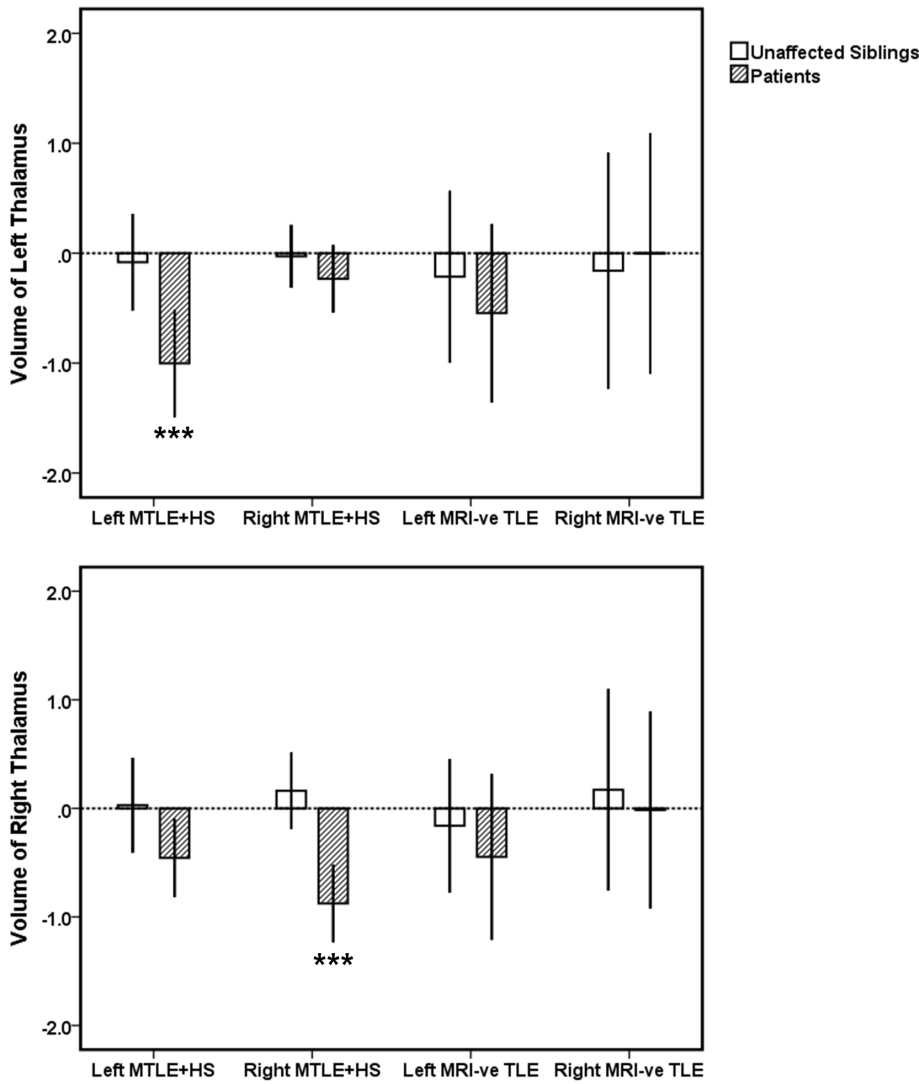 2.0
1.0
.0
-1.0
-2.0
Volume of Left Thalamus
Unaffected Siblings
Patients
***
Left MTLE+HS Right MTLE+HS Left MRI-ve TLE Right MRI-ve TLE
2.0
1.0
.0
-1.0
-2.0
Volume of Right Thalamus
***
Left MTLE+HS Right MTLE+HS Left MRI-ve TLE Right MRI-ve TLE